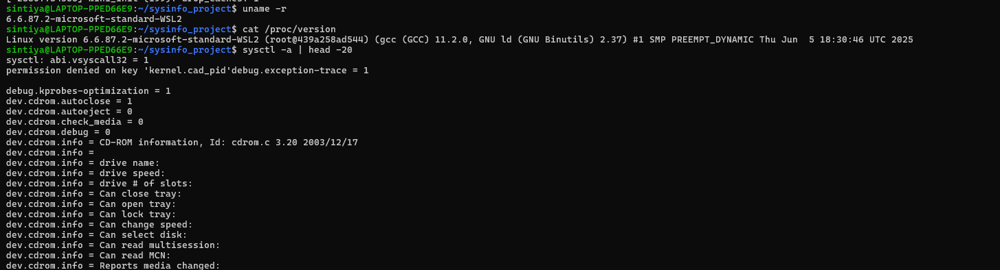 sintiya@LAPTOP-PPED66E9:~/sysinfo_project$ uname -r
6.6.87.2-microsoft-standard-WSL2
sintiya@LAPTOP-PPED66E9:~/sysinfo_project$ cat /proc/version
Linux version 6.6.87.2-microsoft-standard-WSL2 (root@439a258ad544) (gcc (GCC) 11.2.0, GNU ld (GNU Binutils) 2.37) #1 SMP PREEMPT_DYNAMIC Thu Jun  5 18:30:46 UTC 2025
sintiya@LAPTOP-PPED66E9:~/sysinfo_project$ sysctl -a | head -20
sysctl: abi.vsyscall32 = 1
permission denied on key 'kernel.cad_pid'debug.exception-trace = 1
debug.kprobes-optimization = 1
dev.cdrom.autoclose = 1
dev.cdrom.autoeject = 0
dev.cdrom.check_media = 0
dev.cdrom.debug = 0
dev.cdrom.info = CD-ROM information, Id: cdrom.c 3.20 2003/12/17
dev.cdrom.info =
dev.cdrom.info = drive name:
dev.cdrom.info = drive speed:
dev.cdrom.info = drive # of slots:
dev.cdrom.info = Can close tray:
dev.cdrom.info = Can open tray:
dev.cdrom.info = Can lock tray:
dev.cdrom.info = Can change speed:
dev.cdrom.info = Can select disk:
dev.cdrom.info = Can read multisession:
dev.cdrom.info = Can read MCN:
dev.cdrom.info = Reports media changed: